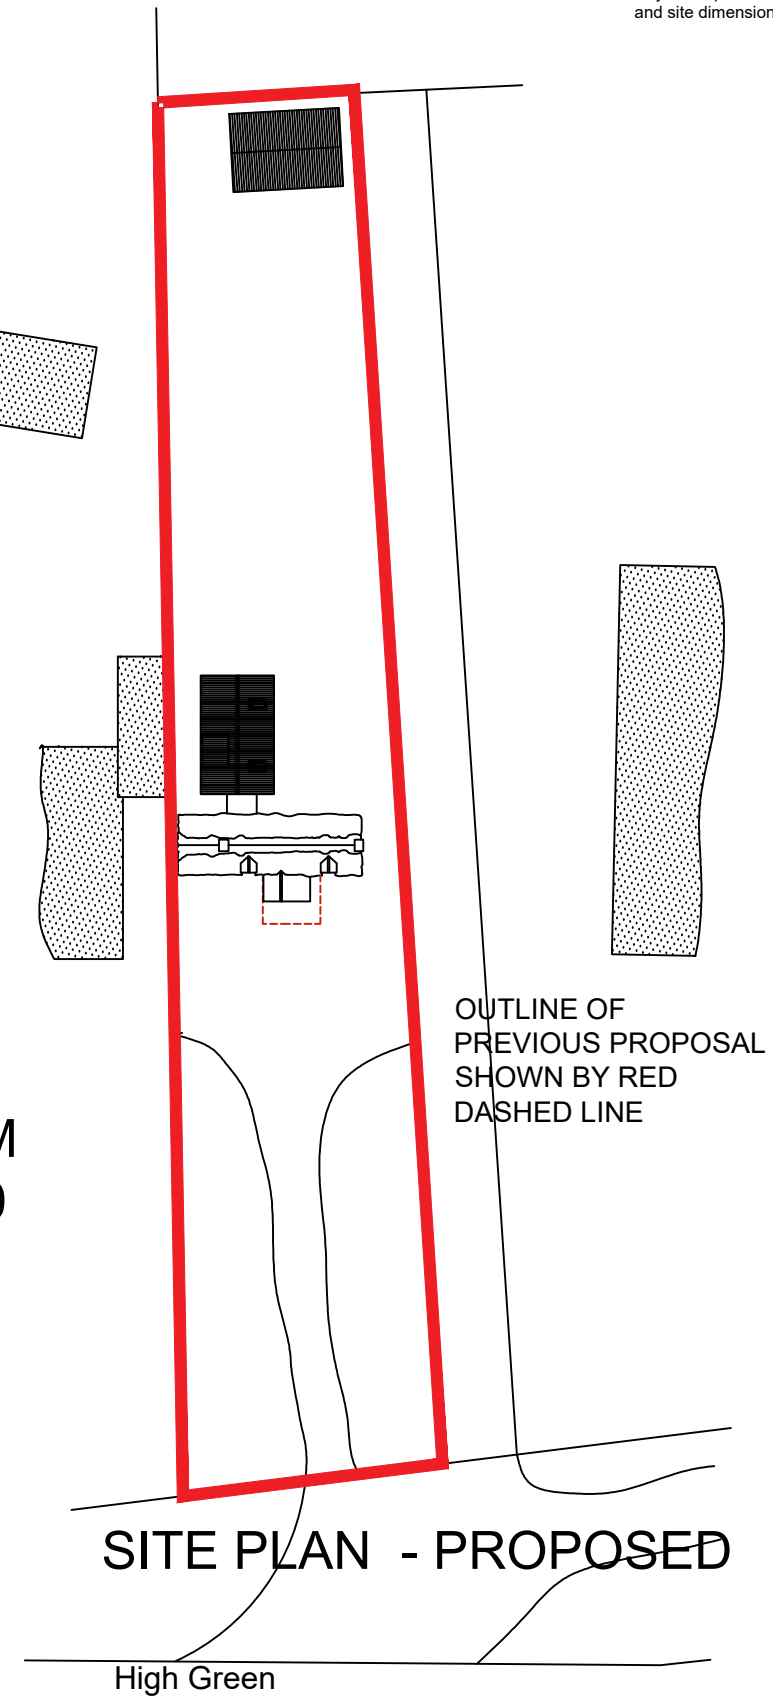 and site dimension
OUTLINE OF
PREVIOUS PROPOSAL
SHOWN BY RED
DASHED LINE
M
SITE PLAN - PROPOSED
High Green